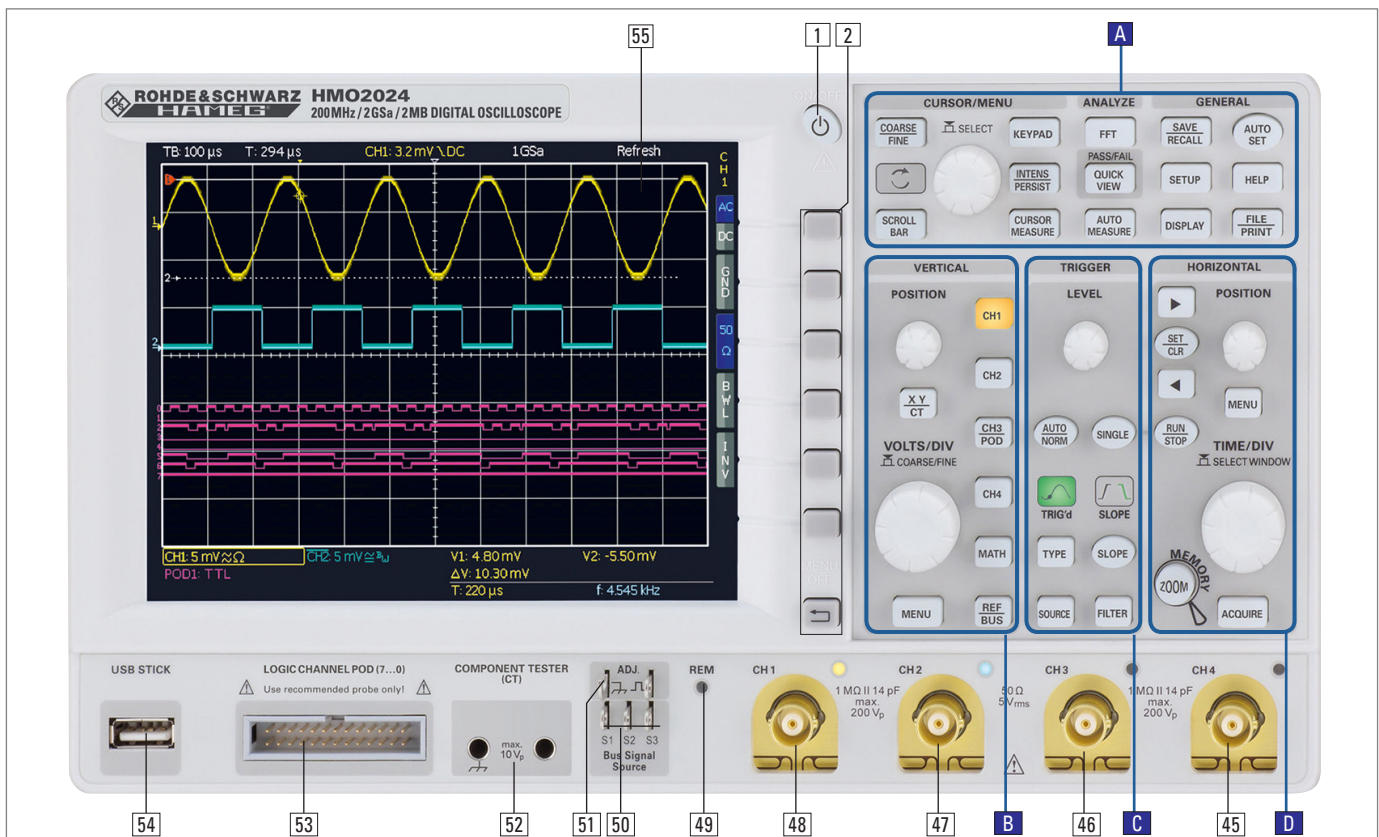 55
1
2
A
ROHDE&SCHWARZ
HAMEG
HMO2024
200 MHz / 2 GSa / 2 MB DIGITAL OSCILLOSCOPE
ON/OFF
TB: 100 µs
T: 294 µs
CH1: 3.2 mV DC
1 GSa
Refresh
CH1
AC
DC
GND
50 Ω
BWL
INV
1
2
2
CH1: 5 mV≂Ω
CH2: 5 mV≅BW
POD1: TTL
V1: 4.80 mV
V2: -5.50 mV
ΔV: 10.30 mV
T: 220 µs
f: 4.545 kHz
MENU
OFF
CURSOR/MENU
ANALYZE
GENERAL
COARSE
FINE
SELECT
KEYPAD
FFT
SAVE
RECALL
AUTO
SET
PASS/FAIL
INTENS
PERSIST
QUICK
VIEW
SETUP
HELP
SCROLL
BAR
CURSOR
MEASURE
AUTO
MEASURE
DISPLAY
FILE
PRINT
VERTICAL
POSITION
CH1
CH2
X Y
CT
CH3
POD
VOLTS/DIV
COARSE/FINE
CH4
MATH
MENU
REF
BUS
TRIGGER
LEVEL
AUTO
NORM
SINGLE
TRIG'd
SLOPE
TYPE
SLOPE
SOURCE
FILTER
HORIZONTAL
POSITION
SET
CLR
MENU
RUN
STOP
TIME/DIV
SELECT WINDOW
MEMORY
ZOOM
ACQUIRE
USB STICK
LOGIC CHANNEL POD (7...0)
Use recommended probe only!
COMPONENT TESTER
(CT)
max.
10 Vp
ADJ.
S1 S2 S3
Bus Signal
Source
REM
CH 1
1 MΩ II 14 pF
max.
200 Vp
CH 2
50 Ω
5 Vrms
CH 3
1 MΩ II 14 pF
max.
200 Vp
CH 4
54
53
52
51
50
49
48
47
B
46
C
45
D